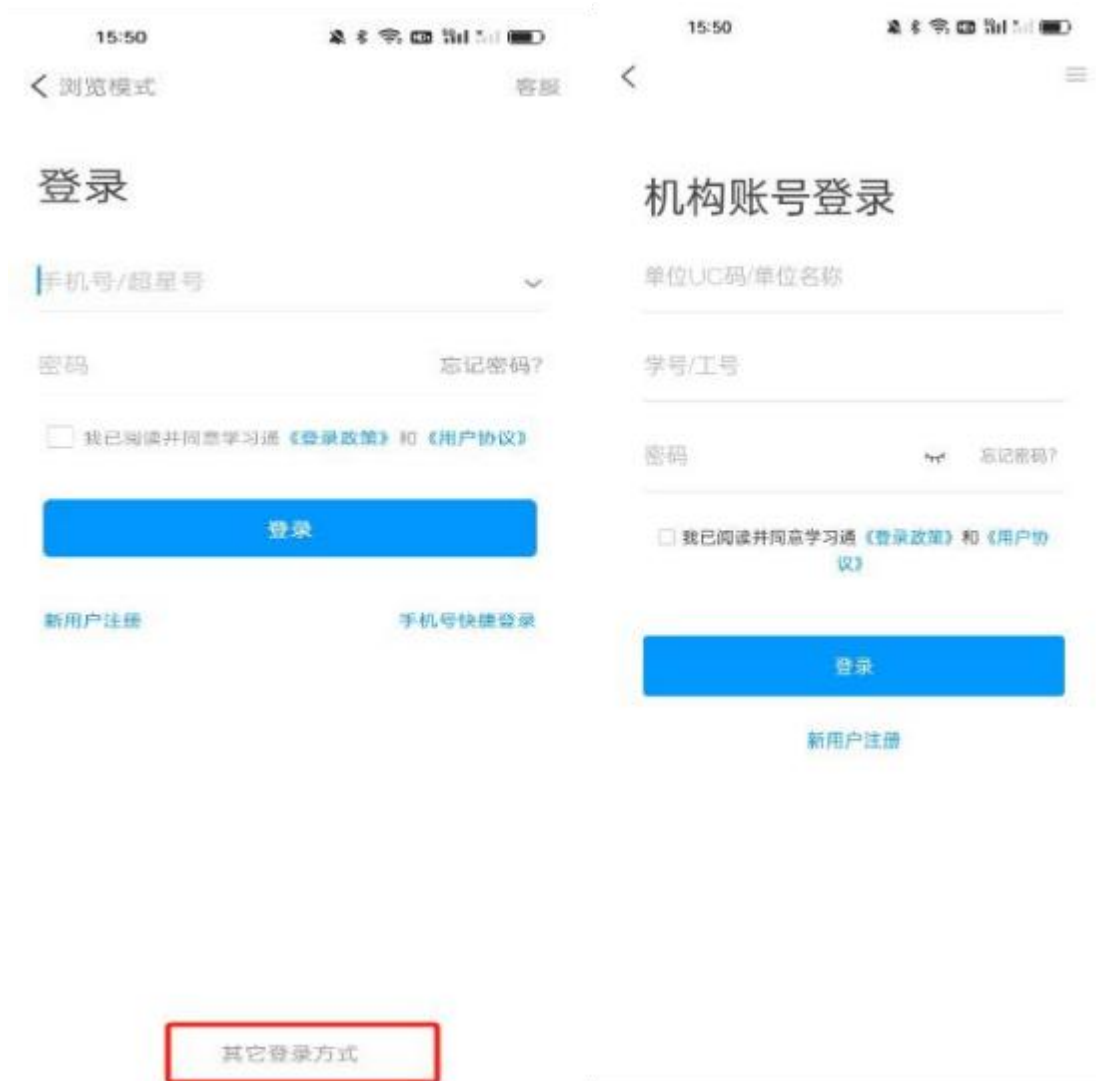 15:50
浏览模式
客服
登录
手机号/超星号
密码
忘记密码?
我已阅读并同意学习通《登录政策》和《用户协议》
登录
新用户注册
手机号快捷登录
其它登录方式
15:50
机构账号登录
单位UC码/单位名称
学号/工号
密码
忘记密码?
我已阅读并同意学习通《登录政策》和《用户协
议》
登录
新用户注册